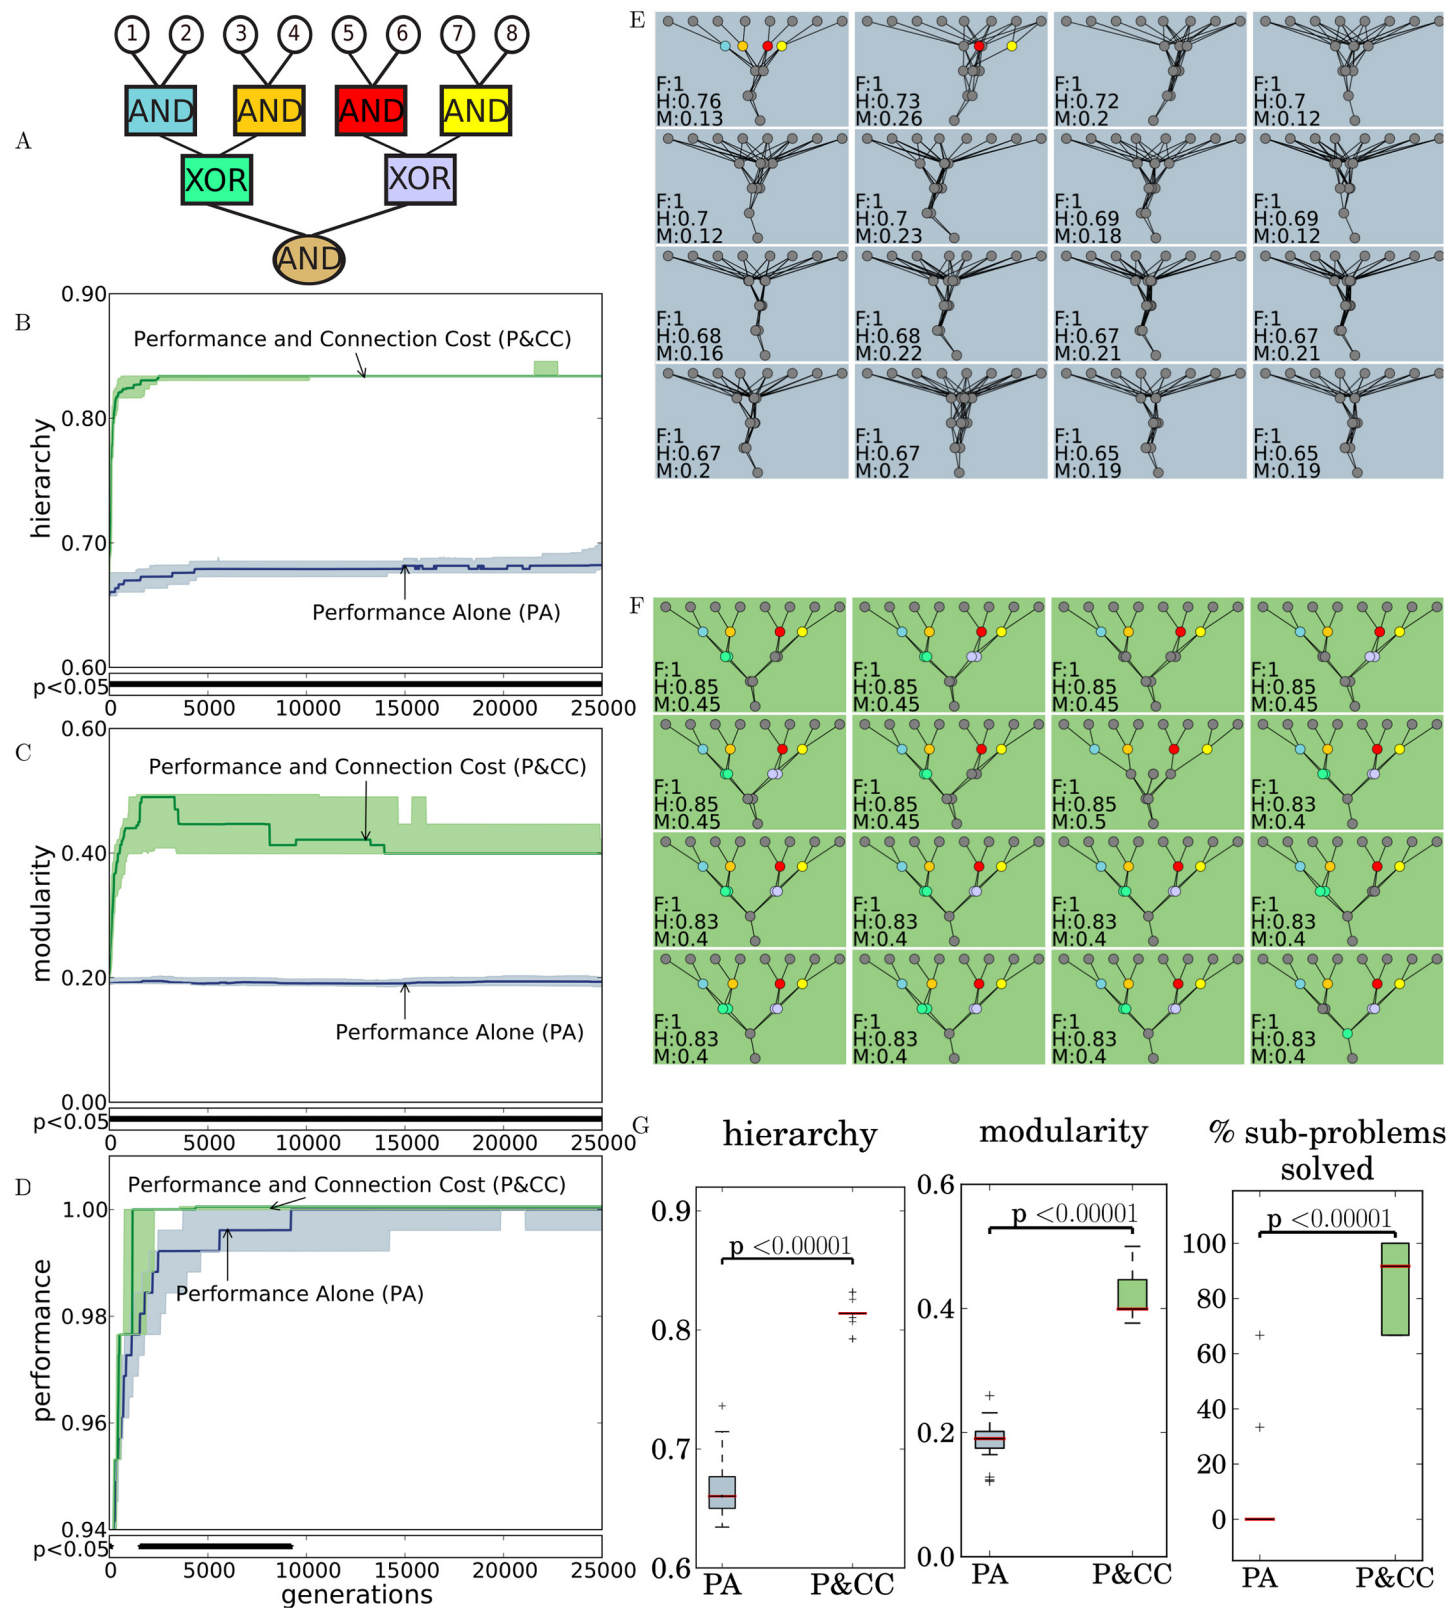 1 2 3 4 5 6 7 8
A
AND AND AND AND
XOR XOR
AND
B
0.90
Performance and Connection Cost (P&CC)
0.80
hierarchy
0.70
Performance Alone (PA)
0.60
p<0.05
0 5000 10000 15000 20000 25000
C
0.60
Performance and Connection Cost (P&CC)
0.40
modularity
0.20
Performance Alone (PA)
0.00
p<0.05
0 5000 10000 15000 20000 25000
D
Performance and Connection Cost (P&CC)
1.00
Performance Alone (PA)
0.98
performance
0.96
0.94
p<0.05
0 5000 10000 15000 20000 25000
generations
E
F:1 F:1 F:1 F:1
H:0.76 H:0.73 H:0.72 H:0.7
M:0.13 M:0.26 M:0.2 M:0.12
F:1 F:1 F:1 F:1
H:0.7 H:0.7 H:0.69 H:0.69
M:0.12 M:0.23 M:0.18 M:0.12
F:1 F:1 F:1 F:1
H:0.68 H:0.68 H:0.67 H:0.67
M:0.16 M:0.22 M:0.21 M:0.21
F:1 F:1 F:1 F:1
H:0.67 H:0.67 H:0.65 H:0.65
M:0.2 M:0.2 M:0.19 M:0.19
F
F:1 F:1 F:1 F:1
H:0.85 H:0.85 H:0.85 H:0.85
M:0.45 M:0.45 M:0.45 M:0.45
F:1 F:1 F:1 F:1
H:0.85 H:0.85 H:0.85 H:0.83
M:0.45 M:0.45 M:0.5 M:0.4
F:1 F:1 F:1 F:1
H:0.83 H:0.83 H:0.83 H:0.83
M:0.4 M:0.4 M:0.4 M:0.4
F:1 F:1 F:1 F:1
H:0.83 H:0.83 H:0.83 H:0.83
M:0.4 M:0.4 M:0.4 M:0.4
G
hierarchy
0.9
p <0.00001
0.8
0.7
0.6
PA P&CC
modularity
0.6
p <0.00001
0.4
0.2
0.0
PA P&CC
% sub-problems
solved
p <0.00001
100
80
60
40
20
0
PA P&CC